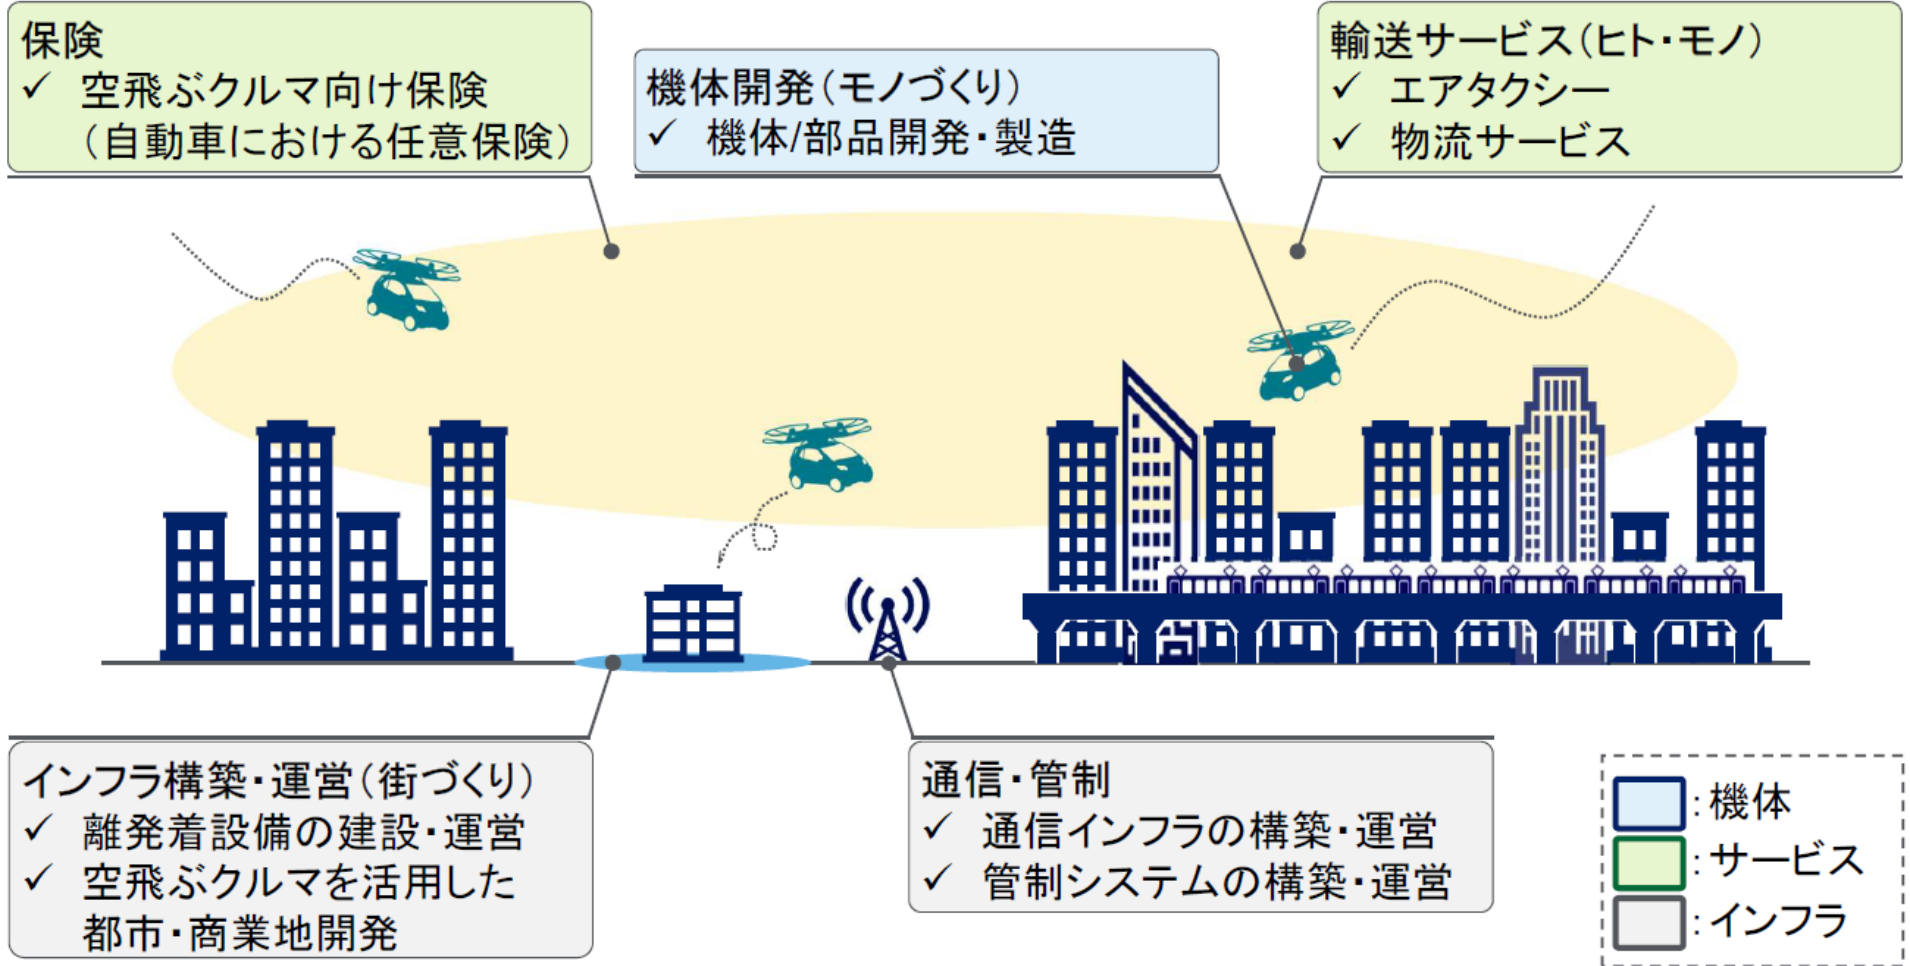 保険
✓ 空飛ぶクルマ向け保険
（自動車における任意保険）
機体開発（モノづくり）
✓ 機体/部品開発・製造
輸送サービス（ヒト・モノ）
✓ エアタクシー
✓ 物流サービス
インフラ構築・運営（街づくり）
✓ 離発着設備の建設・運営
✓ 空飛ぶクルマを活用した
都市・商業地開発
通信・管制
✓ 通信インフラの構築・運営
✓ 管制システムの構築・運営
：機体
：サービス
：インフラ